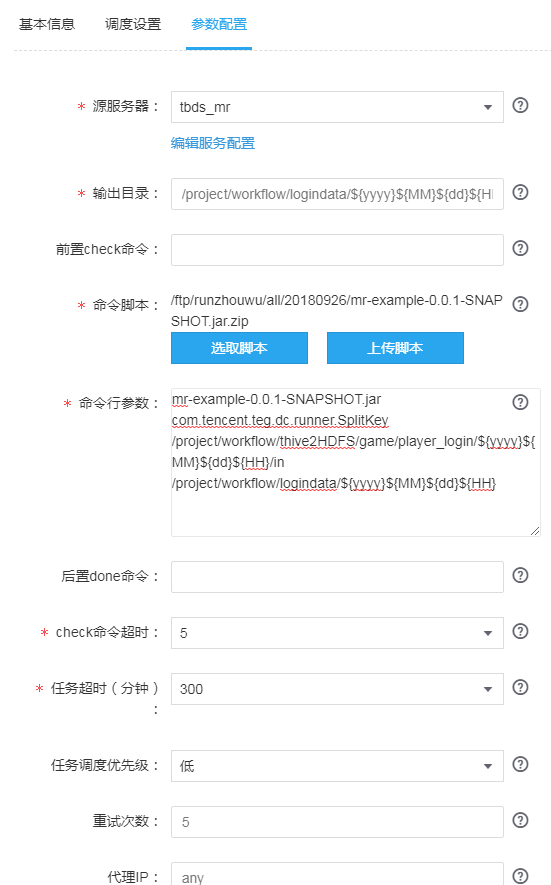 基本信息 调度设置 参数配置
* 源服务器： tbds_mr
编辑服务配置
* 输出目录： /project/workflow/logindata/${yyyy}${MM}${dd}${H
前置check命令：
* 命令脚本： /ftp/runzhouwu/all/20180926/mr-example-0.0.1-SNAP
SHOT.jar.zip
选取脚本 上传脚本
* 命令行参数： mr-example-0.0.1-SNAPSHOT.jar
com.tencent.teg.dc.runner.SplitKey
/project/workflow/thive2HDFS/game/player_login/${yyyy}${
MM}${dd}${HH}/in
/project/workflow/logindata/${yyyy}${MM}${dd}${HH}
后置done命令：
* check命令超时： 5
* 任务超时（分钟） 300
：
任务调度优先级： 低
重试次数： 5
代理IP： any